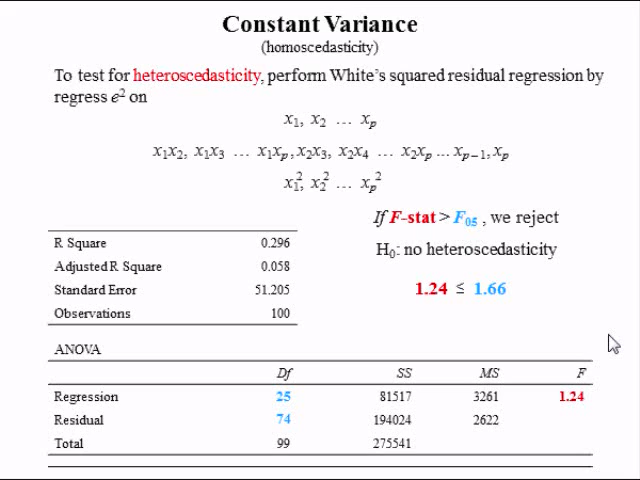 Constant Variance
(homoscedasticity)
To test for heteroscedasticity, perform White's squared residual regression by
regress e² on
x₁, x₂ … xₚ
x₁x₂, x₁x₃ … x₁xₚ, x₂x₃, x₂x₄ … x₂xₚ … xₚ₋₁, xₚ
x₁², x₂² … xₚ²
If F-stat > F₀₅ , we reject
H₀: no heteroscedasticity
1.24 ≤ 1.66
R Square 0.296
Adjusted R Square 0.058
Standard Error 51.205
Observations 100
ANOVA
Df SS MS F
Regression 25 81517 3261 1.24
Residual 74 194024 2622
Total 99 275541